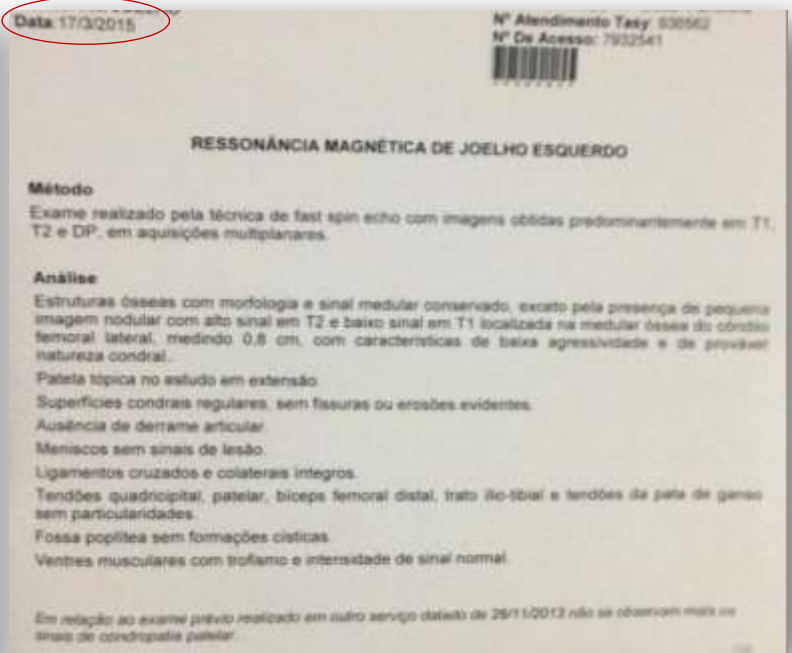 Data: 17/3/2015
Nº Atendimento Tasy:
Nº De Acesso: 7932541
RESSONÂNCIA MAGNÉTICA DE JOELHO ESQUERDO
Método
Exame realizado pela técnica de fast spin echo com imagens obtidas predominantemente em T1,
T2 e DP, em aquisições multiplanares.
Análise
Estruturas ósseas com morfologia e sinal medular conservado, exceto pela presença de pequena
imagem nodular com alto sinal em T2 e baixo sinal em T1 localizada na medular óssea do côndilo
femoral lateral, medindo 0,8 cm, com características de baixa agressividade e de provável
natureza condral.
Patela tópica no estudo em extensão.
Superfícies condrais regulares, sem fissuras ou erosões evidentes.
Ausência de derrame articular.
Meniscos sem sinais de lesão.
Ligamentos cruzados e colaterais íntegros.
Tendões quadricipital, patelar, bíceps femoral distal, trato ílio-tibial e tendões da pata de ganso
sem particularidades.
Fossa poplítea sem formações císticas.
Ventres musculares com trofismo e intensidade de sinal normal.
Em relação ao exame prévio realizado em outro serviço datado de 26/11/2013 não se observam mais os
sinais de condropatia patelar.